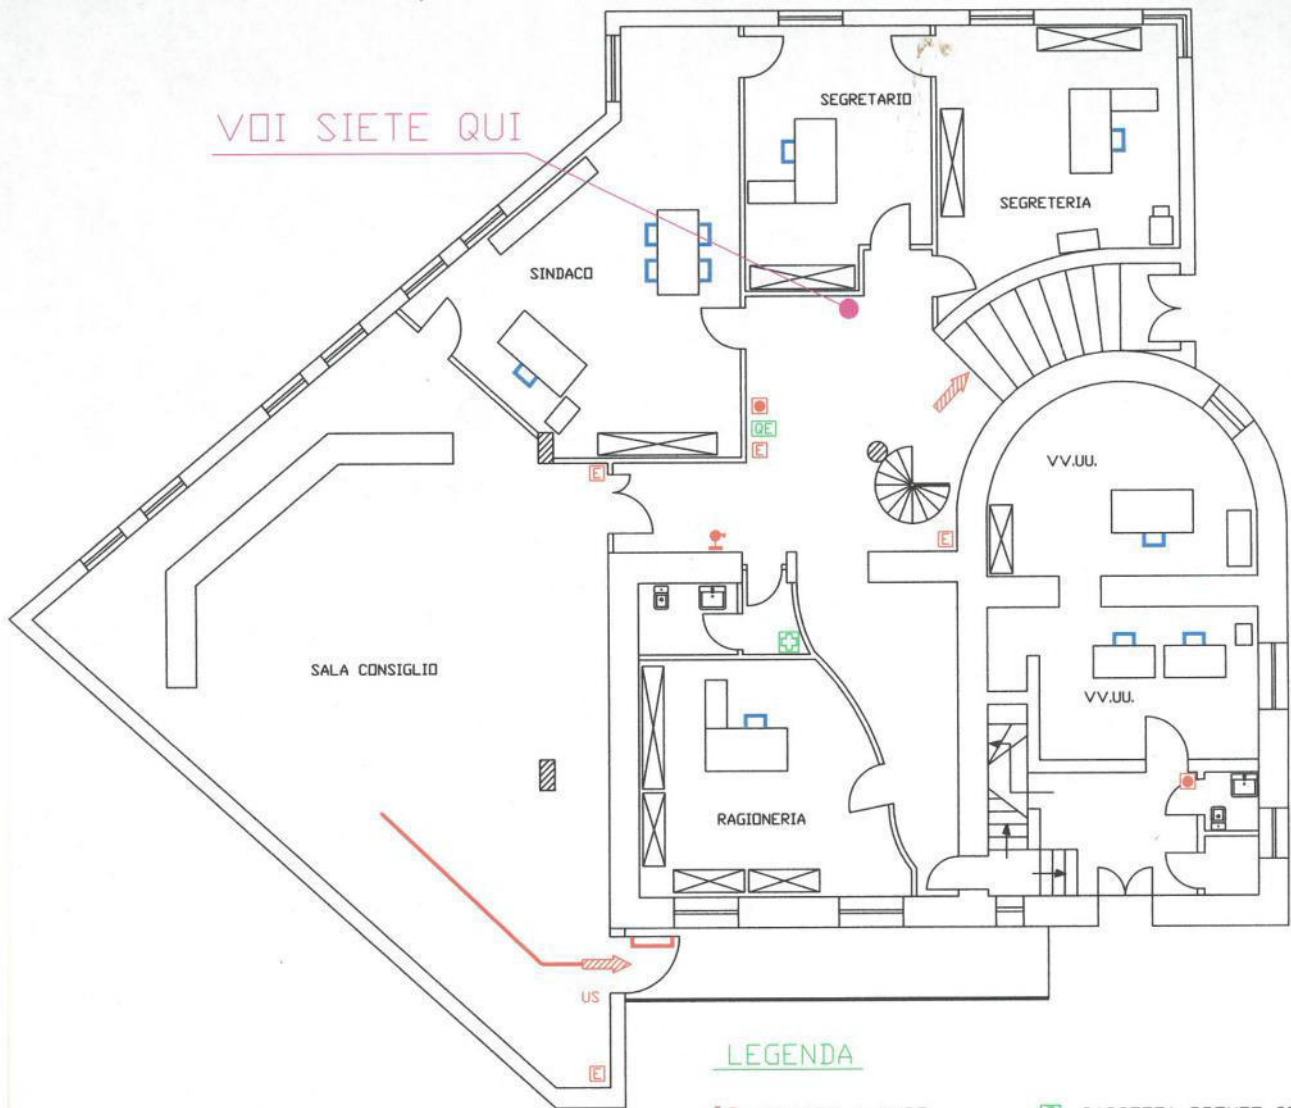 VOI SIETE QUI
SEGRETARIO
SEGRETERIA
SINDACO
QE
E
E
VV.UU.
E
SALA CONSIGLIO
VV.UU.
RAGIONERIA
US
E
LEGENDA